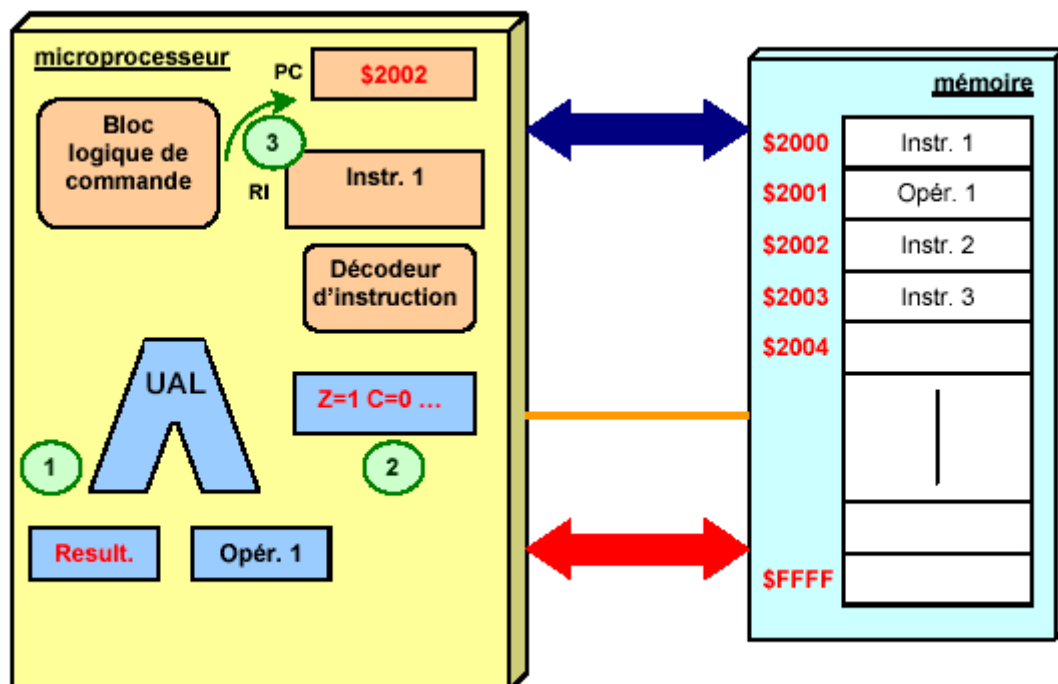 microprocesseur
PC
$2002
Bloc
logique de
commande
3
RI
Instr. 1
Décodeur
d'instruction
UAL
Z=1 C=0 ...
1
2
Result.
Opér. 1
mémoire
$2000
Instr. 1
$2001
Opér. 1
$2002
Instr. 2
$2003
Instr. 3
$2004
$FFFF